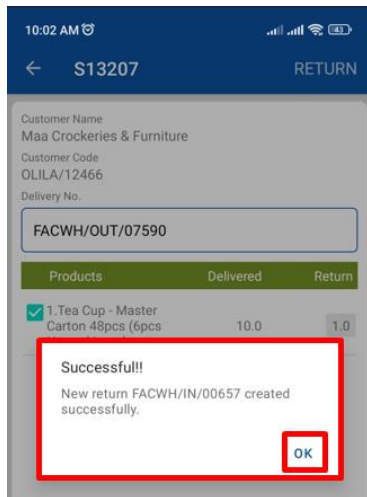 10:02 AM
43
S13207
RETURN
Customer Name
Maa Crockeries & Furniture
Customer Code
OLILA/12466
Delivery No.
FACWH/OUT/07590
Products Delivered Return
1.Tea Cup - Master
Carton 48pcs (6pcs
10.0 1.0
Successful!!
New return FACWH/IN/00657 created
successfully.
OK